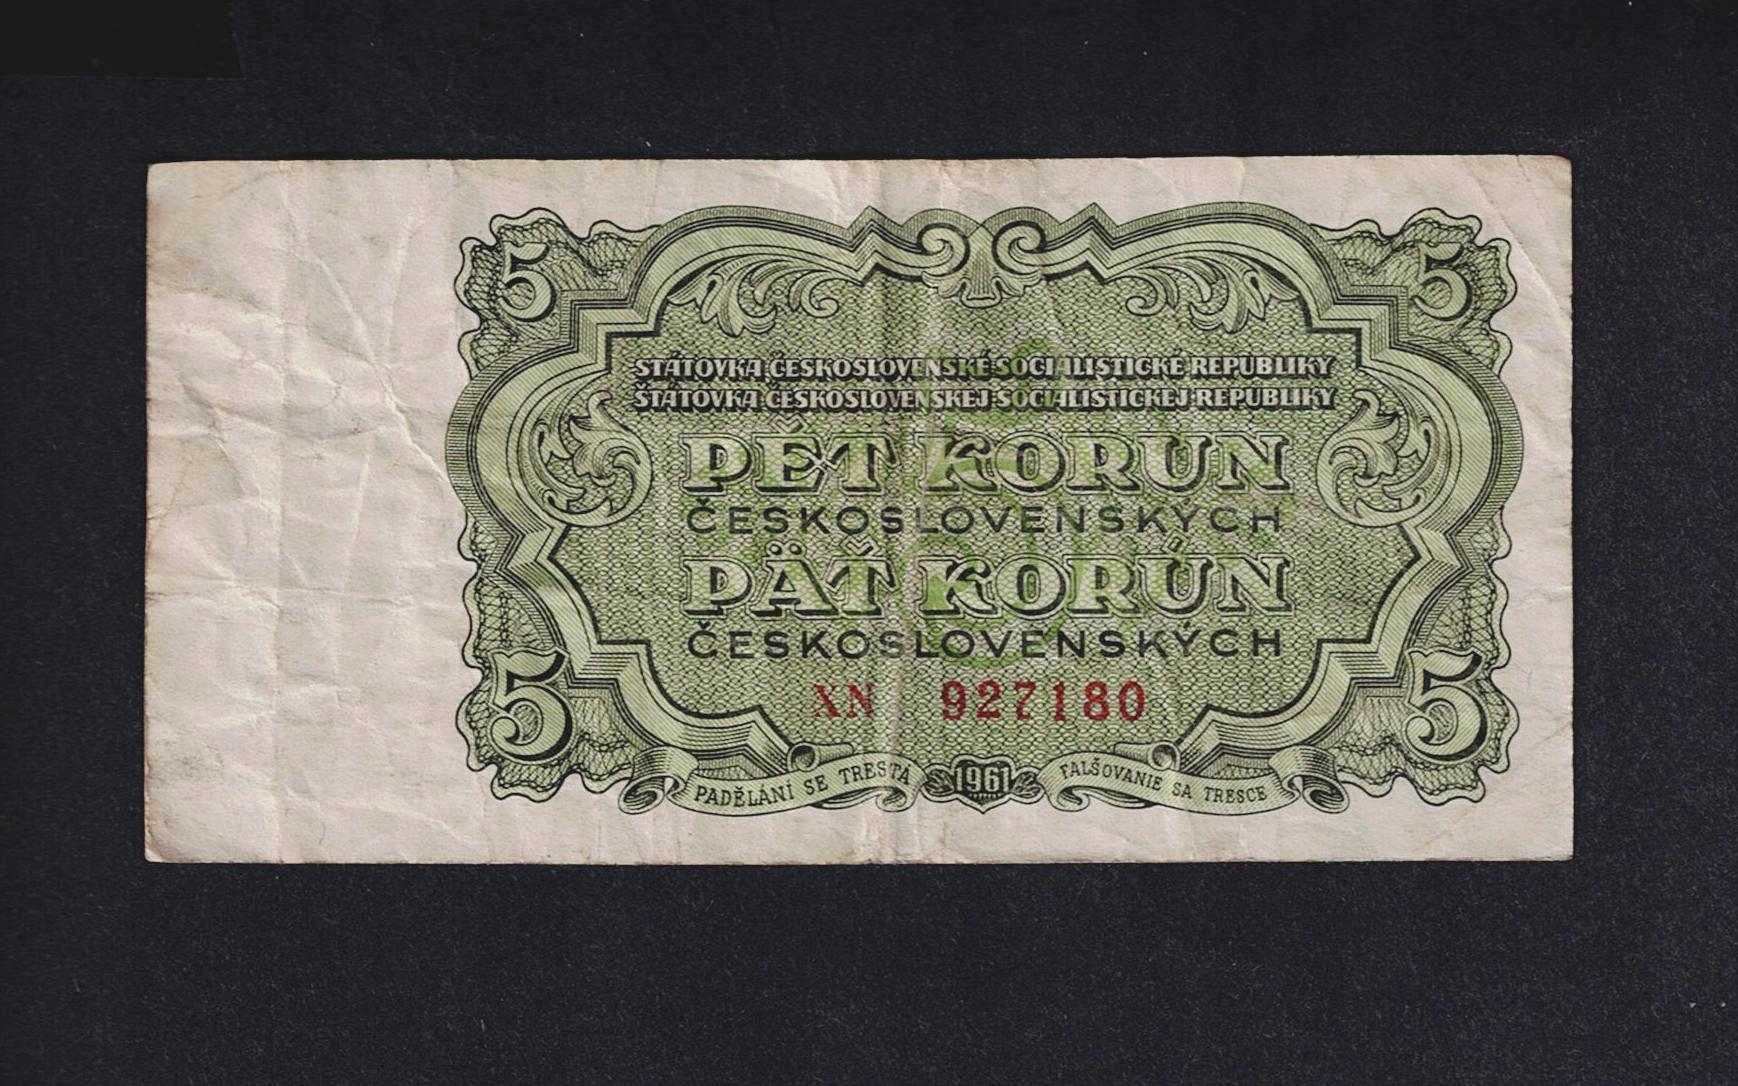 5 5
STÁTOVKA ČESKOSLOVENSKÉ SOCIALISTICKÉ REPUBLIKY
ŠTÁTOVKA ČESKOSLOVENSKEJ SOCIALISTICKEJ REPUBLIKY
PĚT KORUN
ČESKOSLOVENSKÝCH
PÄŤ KORÚN
ČESKOSLOVENSKÝCH
XN 927180
5 5
PADĚLÁNÍ SE TRESTÁ 1961 FALŠOVANIE SA TRESCE